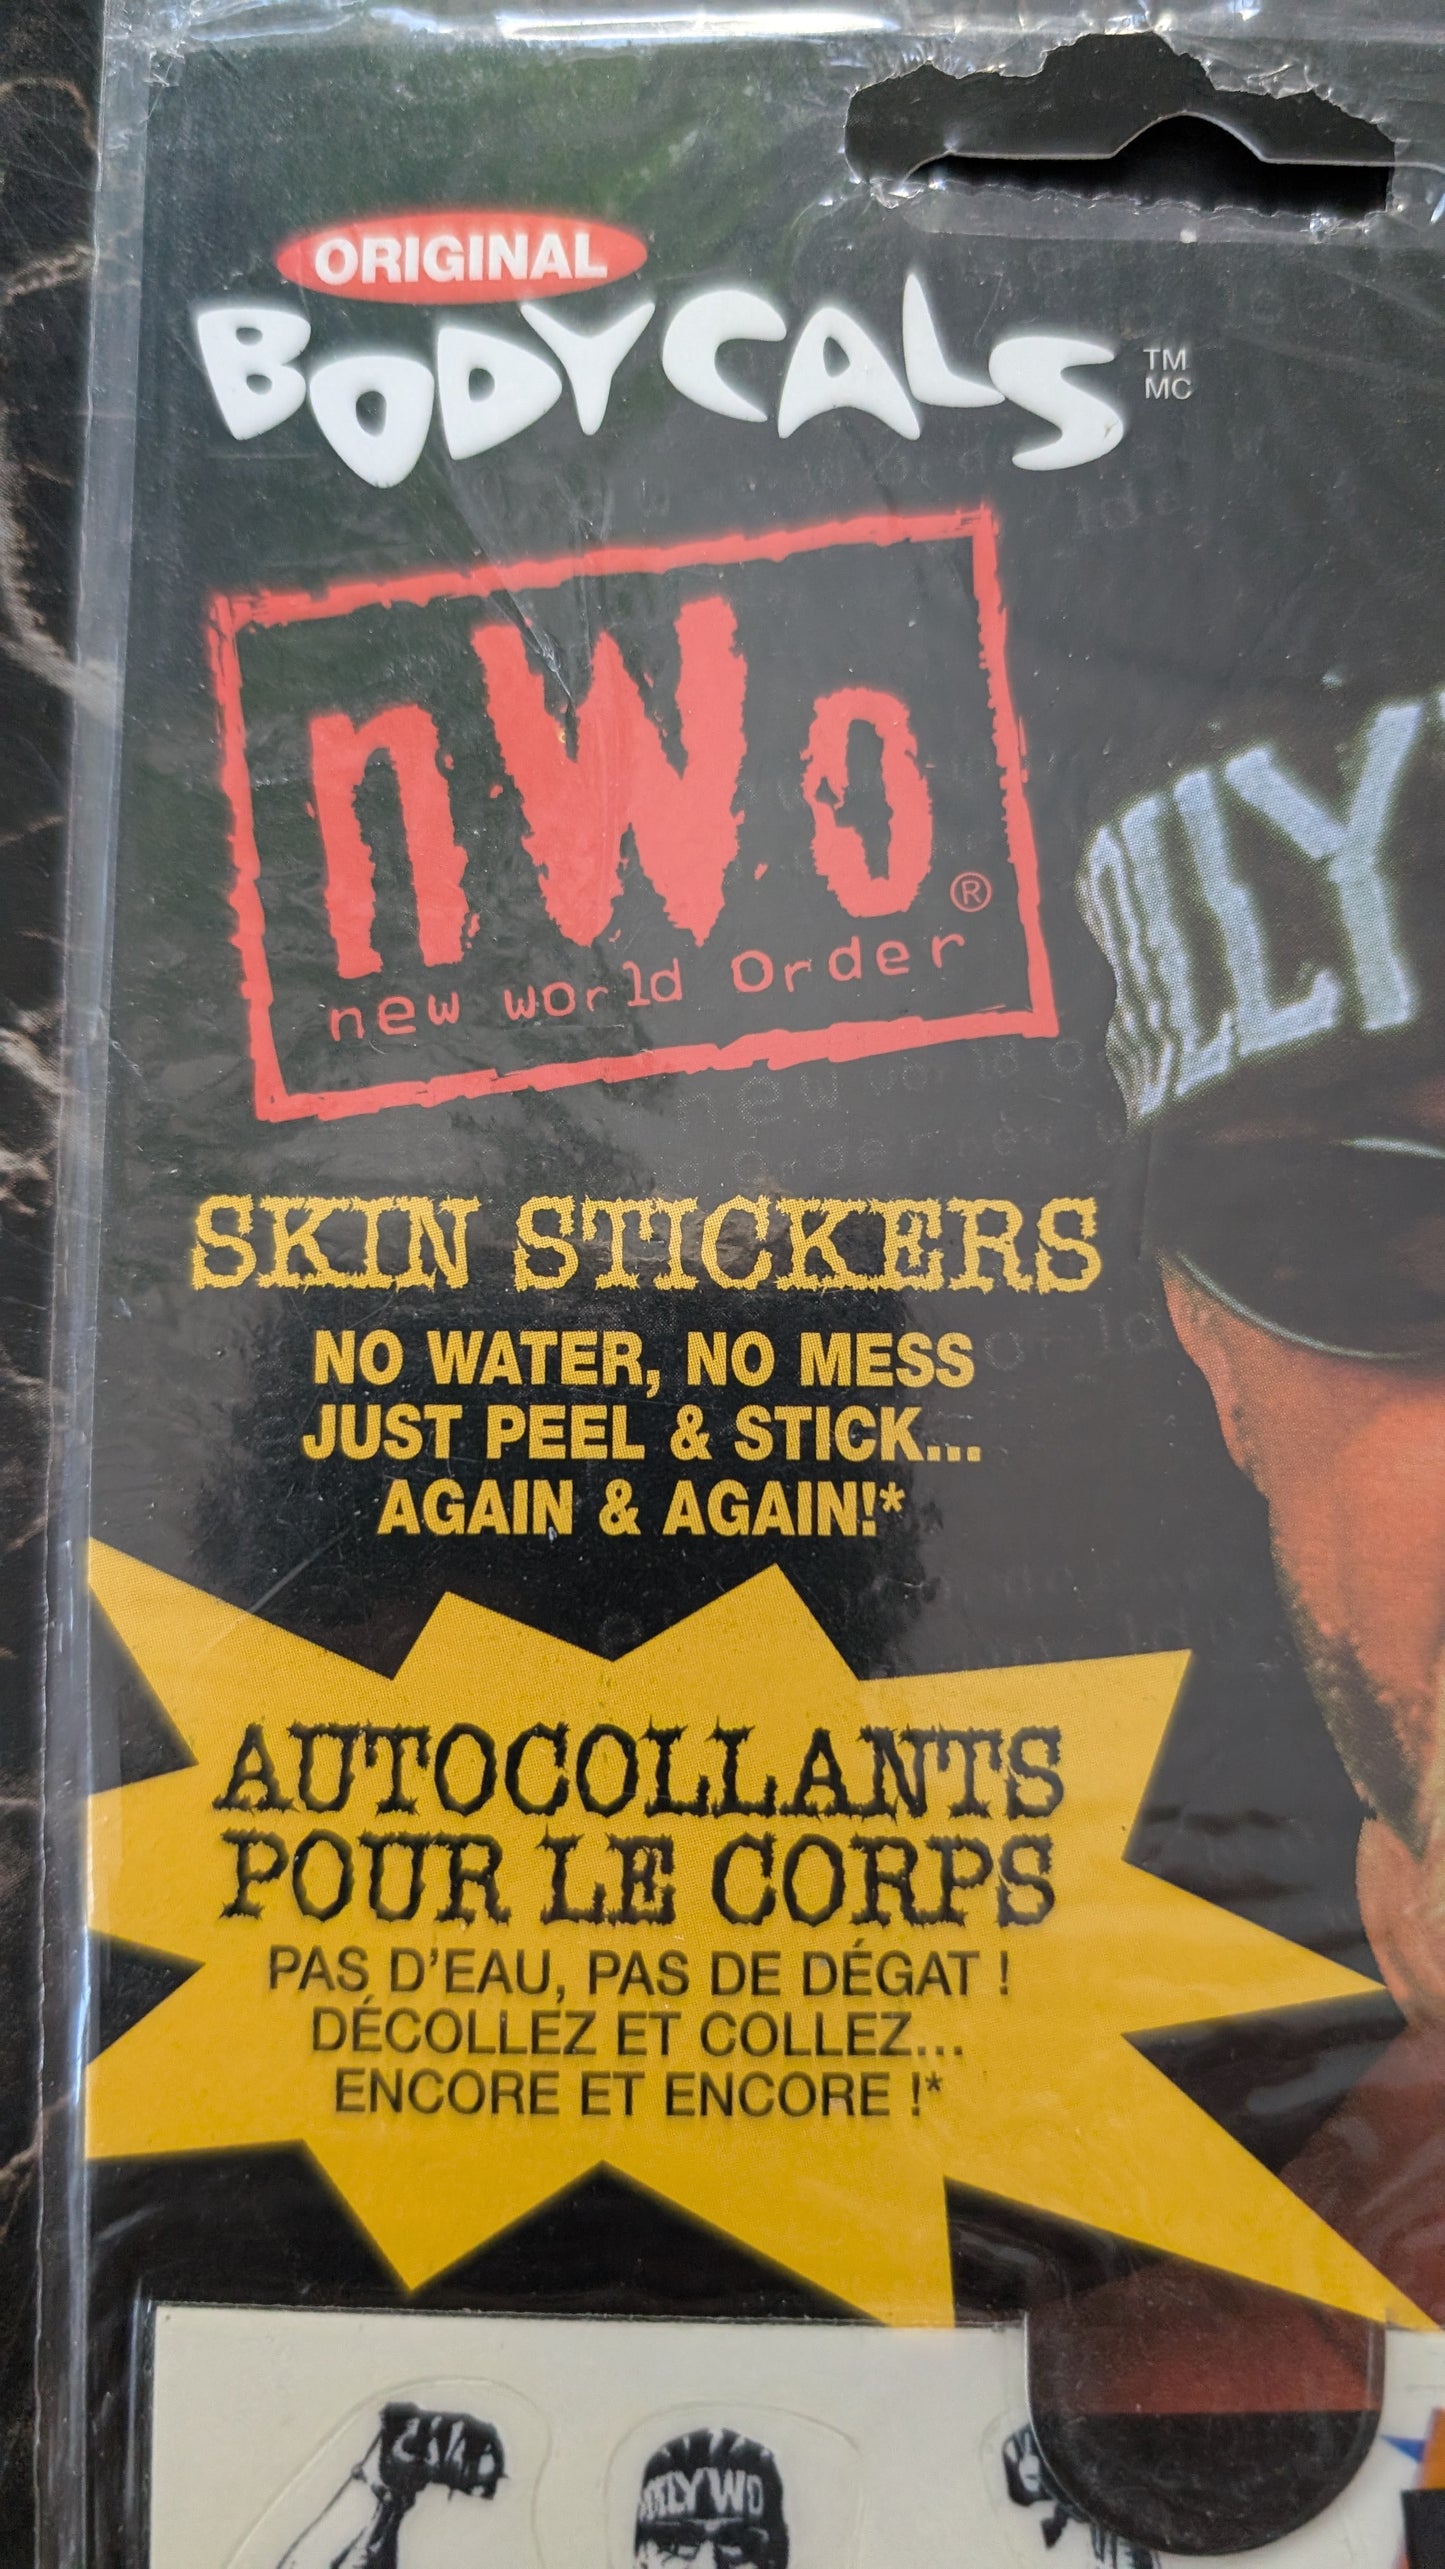 ORIGINAL
BODYCALS
TM
MC
nWo
®
new world Order
SKIN STICKERS
NO WATER, NO MESS
JUST PEEL & STICK...
AGAIN & AGAIN!*
AUTOCOLLANTS
POUR LE CORPS
PAS D'EAU, PAS DE DÉGAT !
DÉCOLLEZ ET COLLEZ...
ENCORE ET ENCORE !*